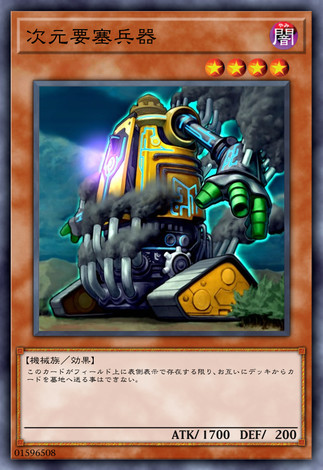 次元要塞兵器
闇
やみ
【機械族／効果】
このカードがフィールド上に表側表示で存在する限り、お互いにデッキからカ
ードを墓地へ送る事はできない。
ATK/ 1700 DEF/ 200
01596508